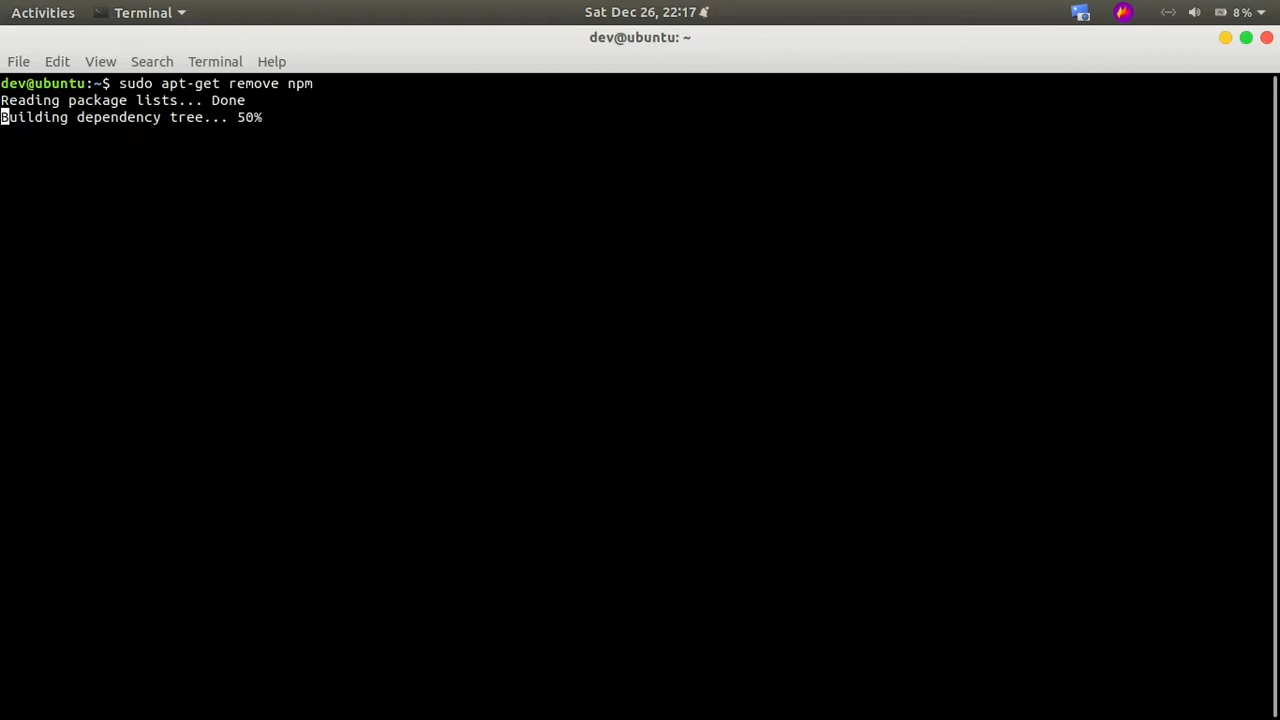 Activities Terminal Sat Dec 26, 22:17 8%
dev@ubuntu: ~
File Edit View Search Terminal Help
dev@ubuntu:~$ sudo apt-get remove npm
Reading package lists... Done
Building dependency tree... 50%